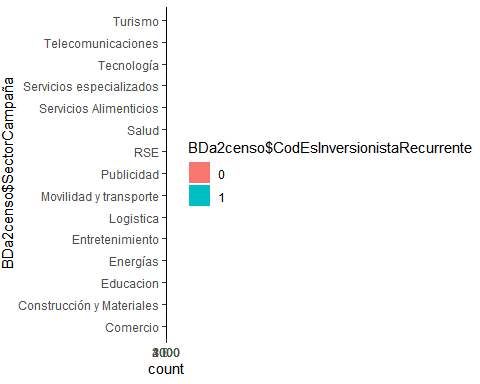 Turismo
Telecomunicaciones
Tecnología
Servicios especializados
Servicios Alimenticios
Salud
RSE
Publicidad
Movilidad y transporte
Logistica
Entretenimiento
Energías
Educacion
Construcción y Materiales
Comercio
BDa2censo$SectorCampaña
count
BDa2censo$CodEsInversionistaRecurrente
0
1